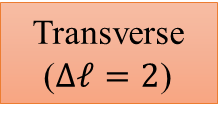 Transverse
(Δℓ = 2)